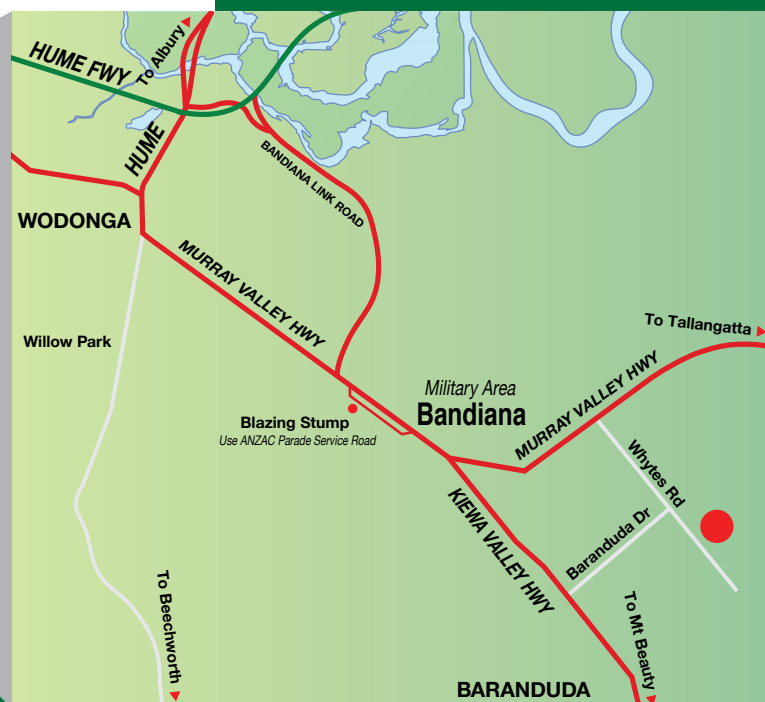 To Albury
HUME FWY
HUME
BANDIANA LINK ROAD
WODONGA
MURRAY VALLEY HWY
Willow Park
To Tallangatta
Military Area
Bandiana
MURRAY VALLEY HWY
Blazing Stump
Use ANZAC Parade Service Road
Whytes Rd
KIEWA VALLEY HWY
Baranduda Dr
To Beechworth
To Mt Beauty
BARANDUDA